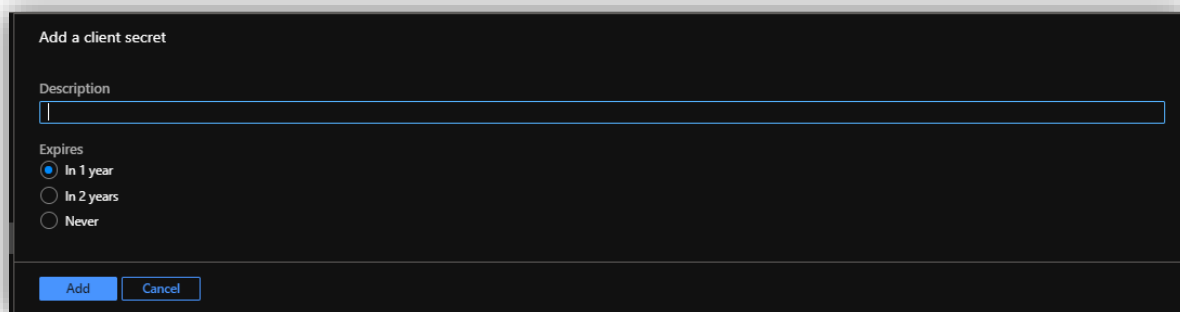 Add a client secret
Description
Expires
In 1 year
In 2 years
Never
Add Cancel